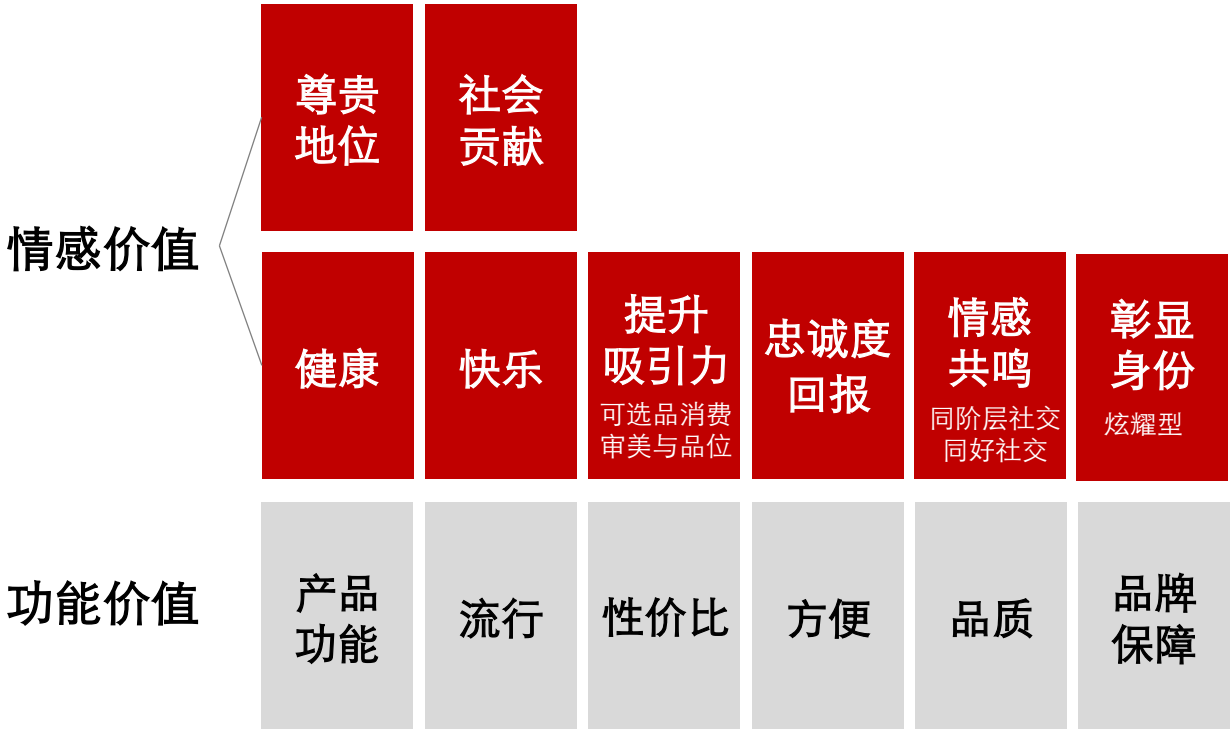 情感价值
尊贵
地位
社会
贡献
健康
快乐
提升
吸引力
可选品消费
审美与品位
忠诚度
回报
情感
共鸣
同阶层社交
同好社交
彰显
身份
炫耀型
功能价值
产品
功能
流行
性价比
方便
品质
品牌
保障